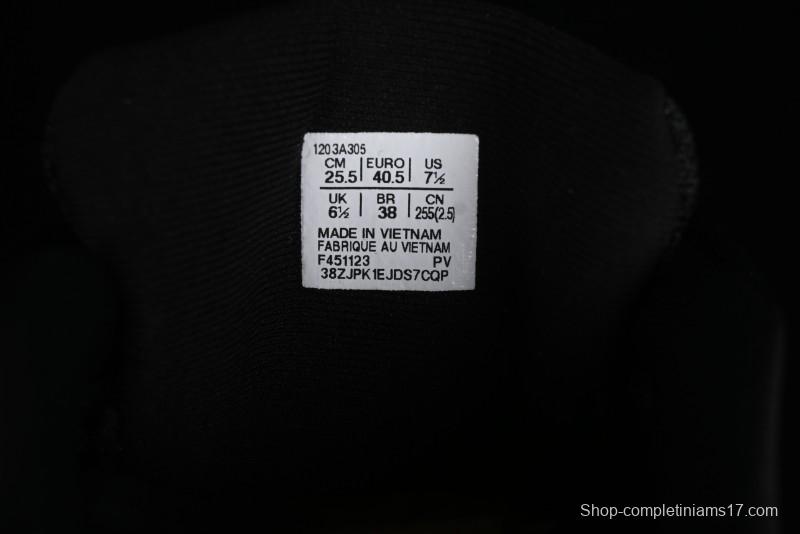 1203A305
CM | EURO | US
25.5 | 40.5 | 7½
UK | BR | CN
6½ | 38 | 255(2.5)
MADE IN VIETNAM
FABRIQUE AU VIETNAM
F451123 PV
38ZJPK1EJDS7CQP
Shop-completiniams17.com